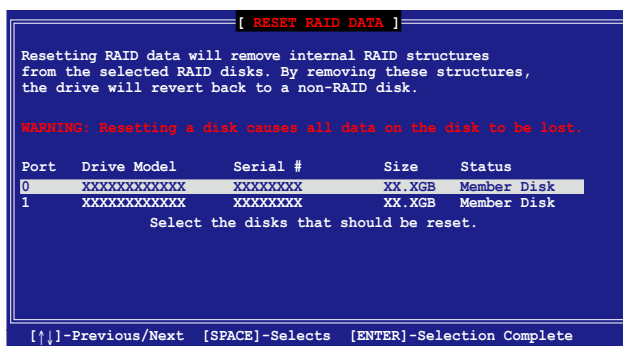 [ RESET RAID DATA ]
Resetting RAID data will remove internal RAID structures
from the selected RAID disks. By removing these structures,
the drive will revert back to a non-RAID disk.
WARNING: Resetting a disk causes all data on the disk to be lost.
Port Drive Model Serial # Size Status
0 XXXXXXXXXXXX XXXXXXXX XX.XGB Member Disk
1 XXXXXXXXXXXX XXXXXXXX XX.XGB Member Disk
Select the disks that should be reset.
[↑↓]-Previous/Next [SPACE]-Selects [ENTER]-Selection Complete